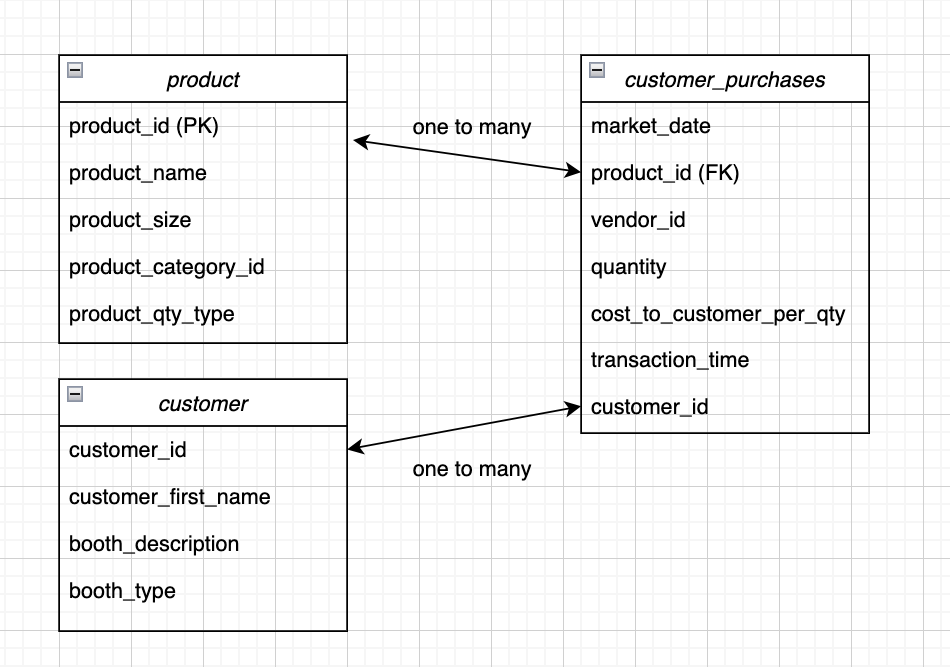 product
product_id (PK)
product_name
product_size
product_category_id
product_qty_type
one to many
customer_purchases
market_date
product_id (FK)
vendor_id
quantity
cost_to_customer_per_qty
transaction_time
customer_id
customer
customer_id
customer_first_name
booth_description
booth_type
one to many